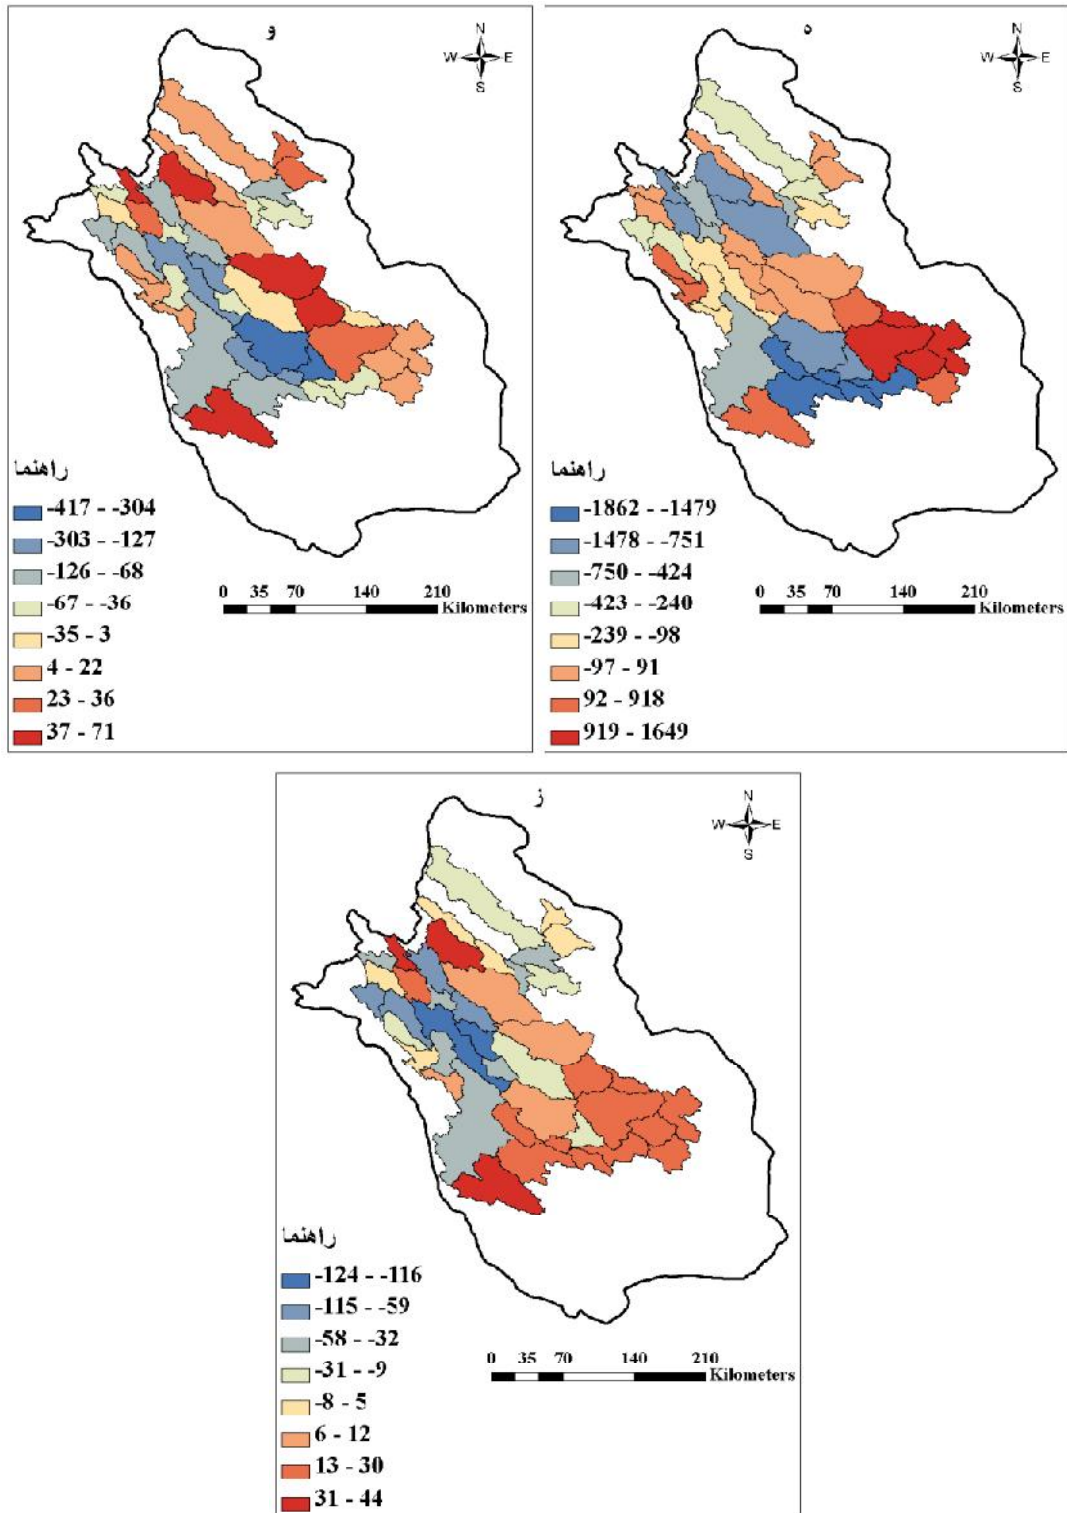 و
N
W E
S
راهنما
-417 - -304
-303 - -127
-126 - -68
-67 - -36
-35 - 3
4 - 22
23 - 36
37 - 71
0 35 70 140 210
Kilometers
ه
N
W E
S
راهنما
-1862 - -1479
-1478 - -751
-750 - -424
-423 - -240
-239 - -98
-97 - 91
92 - 918
919 - 1649
0 35 70 140 210
Kilometers
ز
N
W E
S
راهنما
-124 - -116
-115 - -59
-58 - -32
-31 - -9
-8 - 5
6 - 12
13 - 30
31 - 44
0 35 70 140 210
Kilometers